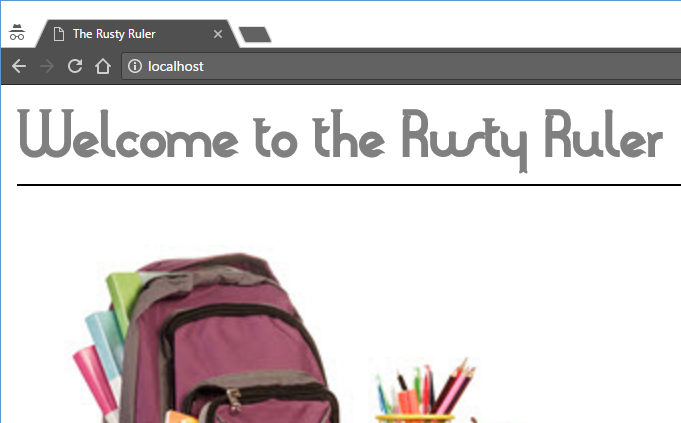 The Rusty Ruler
localhost
Welcome to the Rusty Ruler